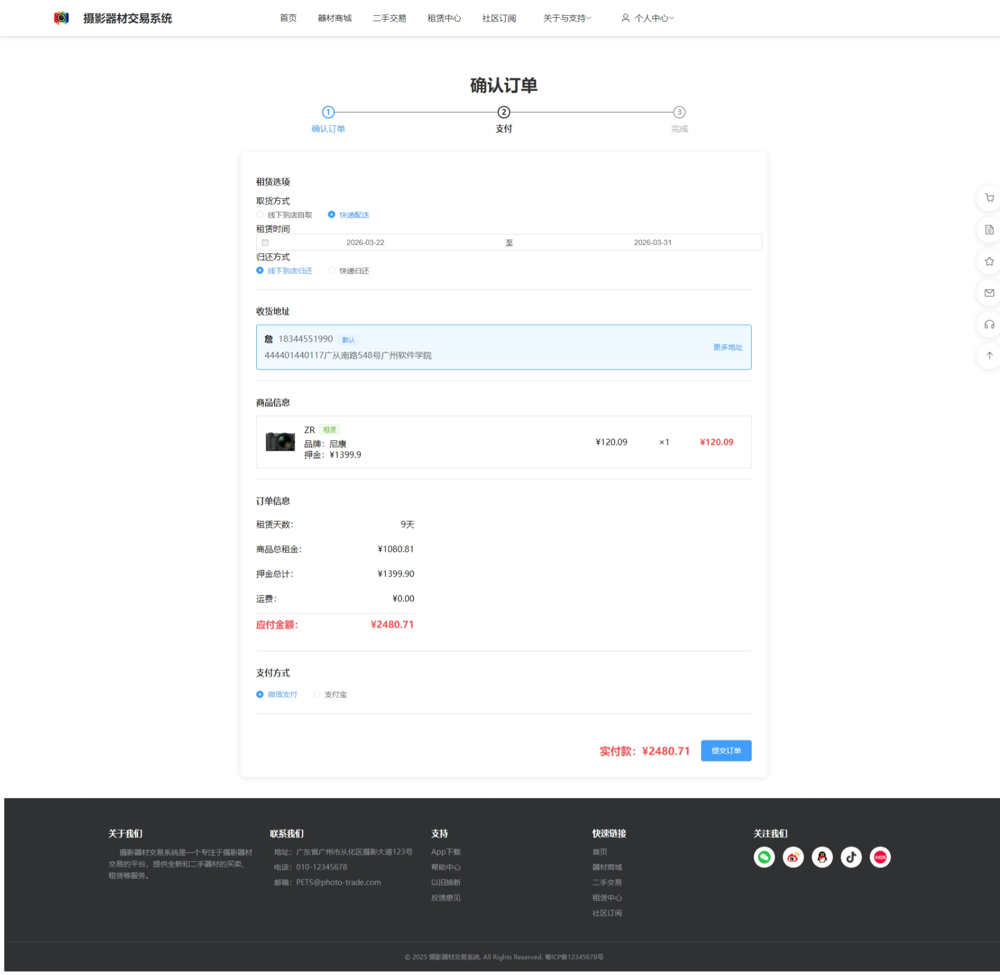 摄影器材交易系统
首页 器材商城 二手交易 租赁中心 社区订阅 关于与支持 个人中心
确认订单
1 2 3
确认订单 支付 完成
租赁选项
取货方式
线下到店自取 快递配送
租赁时间
2026-03-22 至 2026-03-31
归还方式
线下到店归还 快递归还
收货地址
詹 18344551990 默认
更多地址
444401440117广从南路548号广州软件学院
商品信息
ZR 租赁
品牌：尼康
押金：¥1399.9
¥120.09 ×1 ¥120.09
订单信息
租赁天数： 9天
商品总租金： ¥1080.81
押金总计： ¥1399.90
运费： ¥0.00
应付金额： ¥2480.71
支付方式
微信支付 支付宝
实付款：¥2480.71 提交订单
关于我们
摄影器材交易系统是一个专注于摄影器材
交易的平台，提供全新和二手器材的买卖、
租赁等服务。
联系我们
地址：广东省广州市从化区摄影大道123号
电话：010-12345678
邮箱：PETS@photo-trade.com
支持
App下载
帮助中心
以旧换新
反馈意见
快速链接
首页
器材商城
二手交易
租赁中心
社区订阅
关注我们
小红书
© 2025 摄影器材交易系统. All Rights Reserved. 粤ICP备12345678号